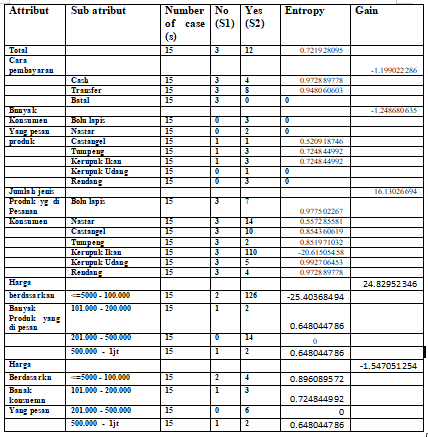 Attribut Sub atribut Number of case (s) No (S1) Yes (S2) Entropy Gain
Total 15 3 12 0.721928095
Cara pembayaran -1.199022286
Cash 15 3 4 0.972889778
Transfer 15 3 8 0.948060603
Batal 15 3 0 0
Banyak -1.248680635
Konsumen Bolu lapis 15 0 3 0
Yang pesan Nastar 15 0 2 0
produk Castangel 15 1 1 0.520918746
Tumpeng 15 1 3 0.724844992
Kerupuk Ikan 15 1 3 0.724844992
Kerupuk Udang 15 0 1 0
Rendang 15 0 3 0
Jumlah jenis 16.13026694
Produk yg di Pesanan Bolu lapis 15 3 7 0.977502267
Konsumen Nastar 15 3 14 0.557285581
Castangel 15 3 10 0.854360619
Tumpeng 15 3 2 0.851971032
Kerupuk Ikan 15 3 110 -20.61505458
Kerupuk Udang 15 3 5 0.992706453
Rendang 15 3 4 0.972889778
Harga 24.82952346
berdasarkan <=5000 - 100.000 15 2 126 -25.40368494
Banyak Produk yang di pesan 101.000 - 200.000 15 1 2 0.648044786
201.000 - 500.000 15 0 14 0
500.000 - 1jt 15 1 2 0.648044786
Harga -1.547051254
Berdasarkn <=5000 - 100.000 15 2 4 0.896089572
Banak konsuemn 101.000 - 200.000 15 1 3 0.724844992
Yang pesan 201.000 - 500.000 15 0 6 0
500.000 - 1jt 15 1 2 0.648044786